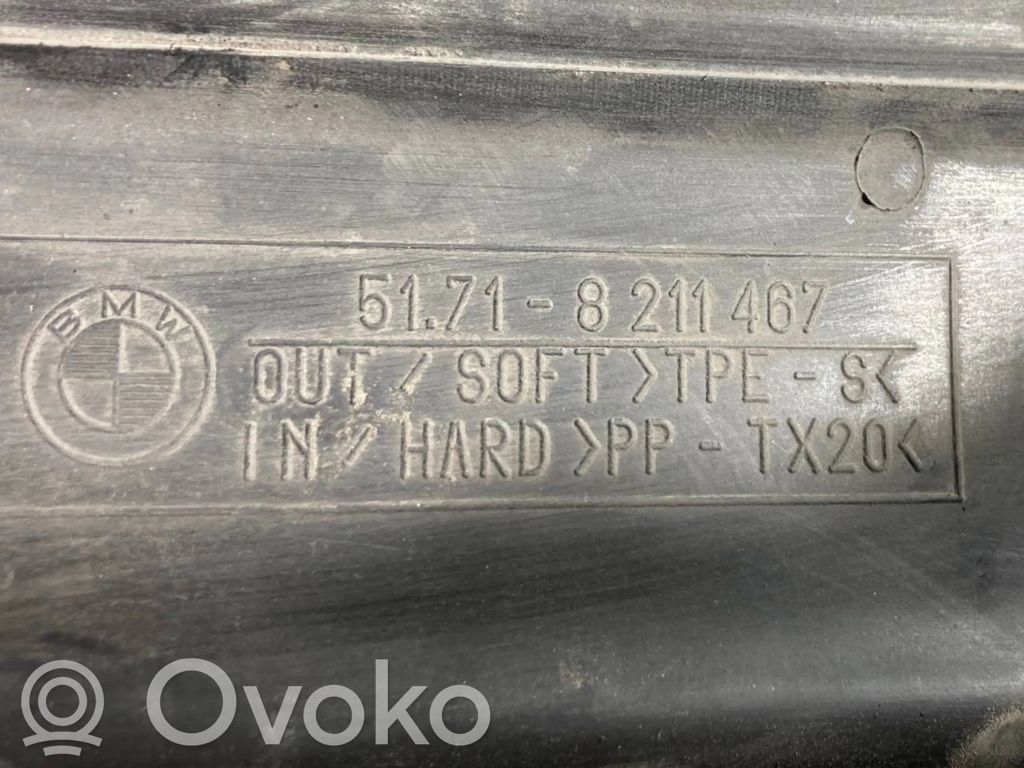 BMW
51.71 - 8 211 467
OUT / SOFT >TPE - S<
IN / HARD >PP - TX20<
Ovoko